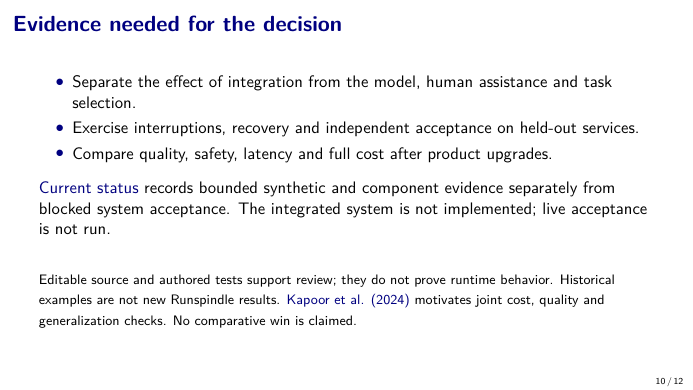 Evidence needed for the decision
• Separate the effect of integration from the model, human assistance and task
selection.
• Exercise interruptions, recovery and independent acceptance on held-out services.
• Compare quality, safety, latency and full cost after product upgrades.
Current status records bounded synthetic and component evidence separately from
blocked system acceptance. The integrated system is not implemented; live acceptance
is not run.
Editable source and authored tests support review; they do not prove runtime behavior. Historical
examples are not new Runspindle results. Kapoor et al. (2024) motivates joint cost, quality and
generalization checks. No comparative win is claimed.
10 / 12